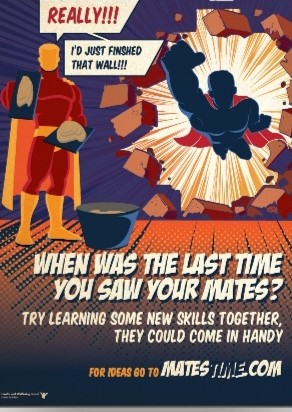 REALLY!!!
I'D JUST FINSHED
THAT WALL!!!
WHEN WAS THE LAST TIME
YOU SAW YOUR MATES?
TRY LEARNING SOME NEW SKILLS TOGETHER,
THEY COULD COME IN HANDY
FOR IDEAS GO TO MATESTIME.COM